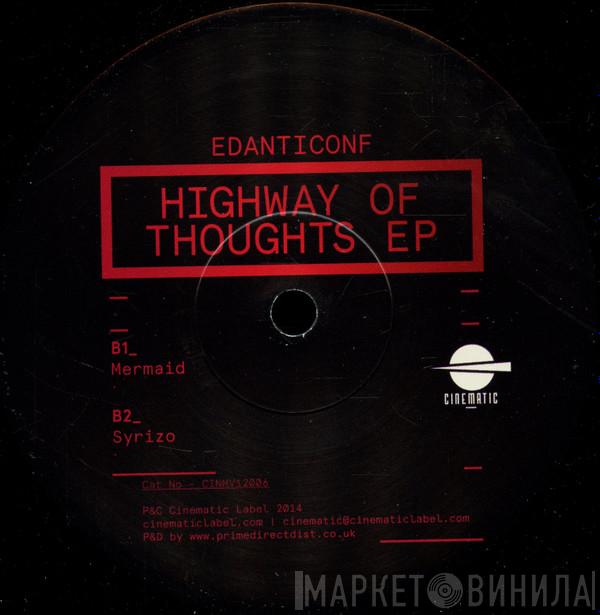 EDANTICONF
HIGHWAY OF
THOUGHTS EP
B1_
Mermaid
B2_
Syrizo
CINEMATIC
Cat No - CINMV12006
P&C Cinematic Label 2014
cinematiclabel.com | cinematic@cinematiclabel.com
P&D by www.primedirectdist.co.uk
МАРКЕТ ВИНИЛА